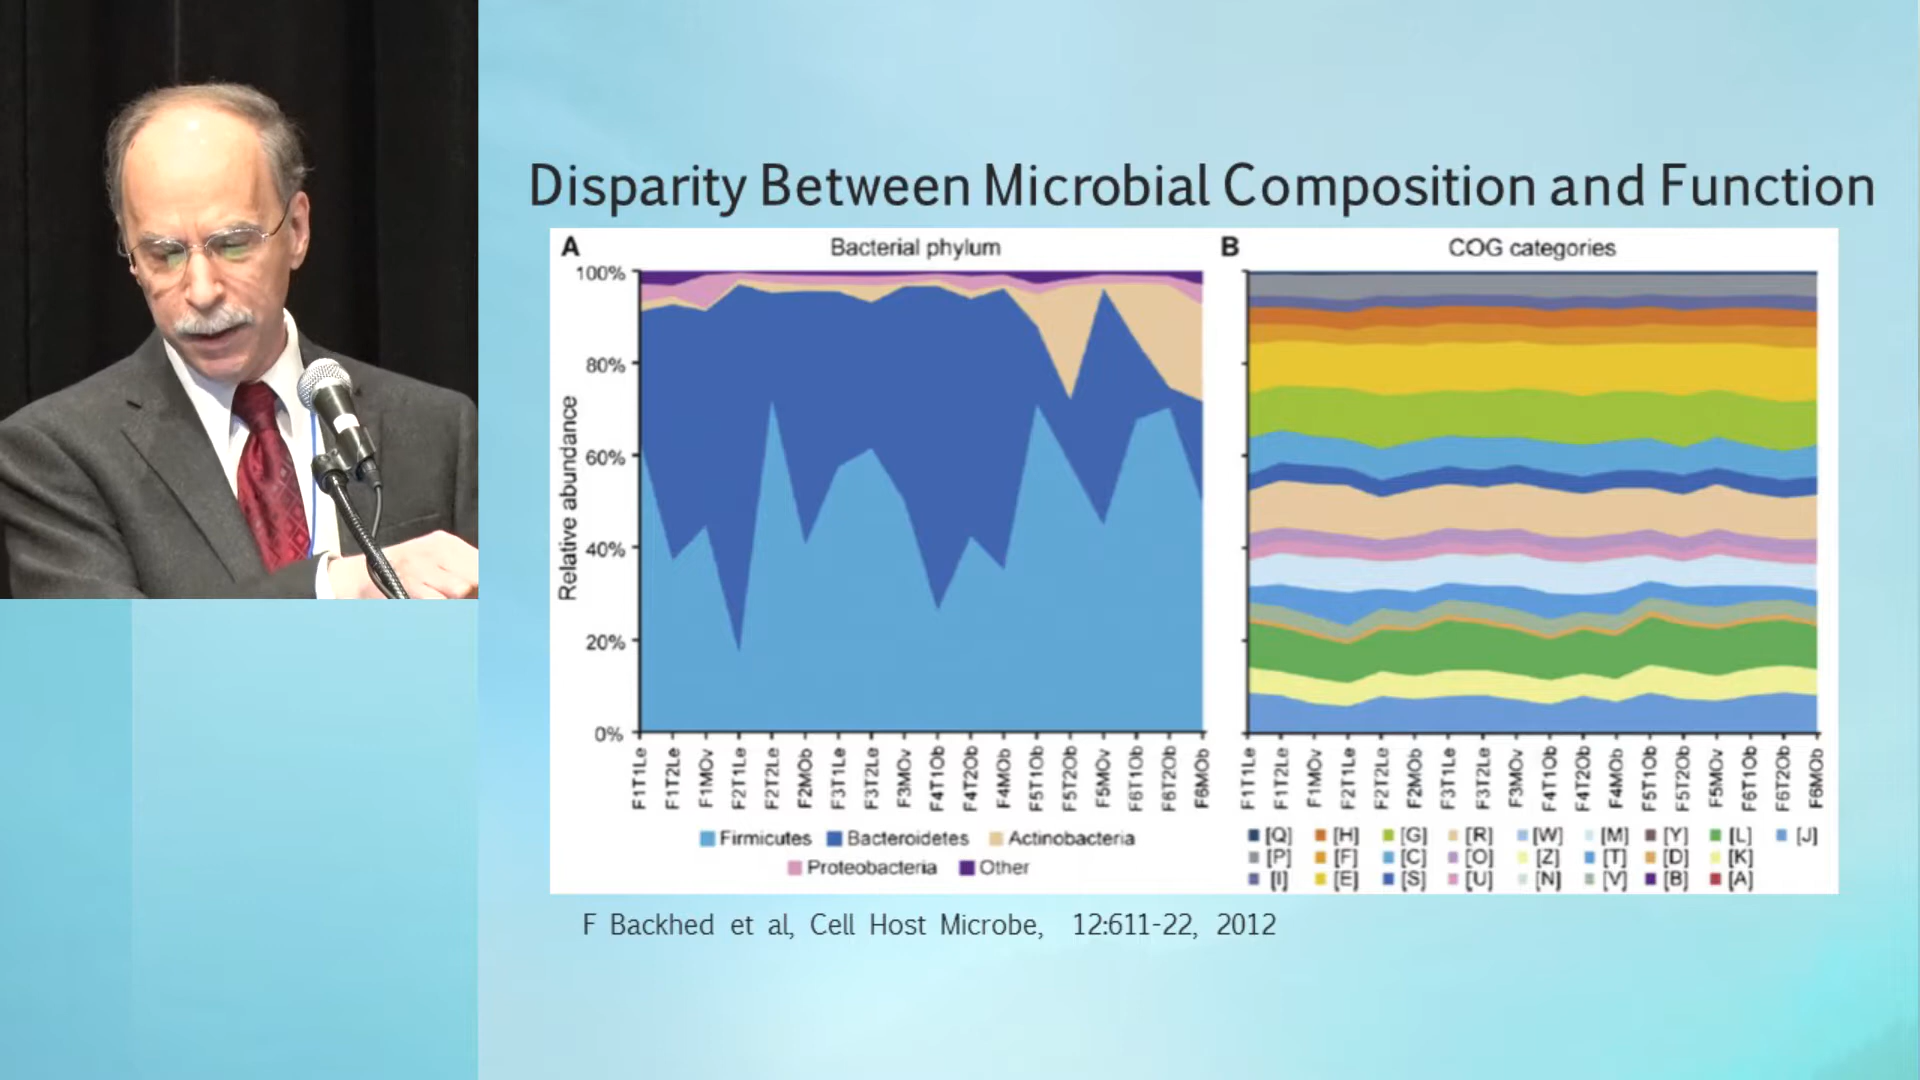 Disparity Between Microbial Composition and Function
A
Bacterial phylum
100%
80%
60%
40%
20%
0%
Relative abundance
F1T1Le
F1T2Le
F1MOv
F2T1Le
F2T2Le
F2MOb
F3T1Le
F3T2Le
F3MOv
F4T1Ob
F4T2Ob
F4MOb
F5T1Ob
F5T2Ob
F5MOv
F6T1Ob
F6T2Ob
F6MOb
Firmicutes Bacteroidetes Actinobacteria
Proteobacteria Other
B
COG categories
F1T1Le
F1T2Le
F1MOv
F2T1Le
F2T2Le
F2MOb
F3T1Le
F3T2Le
F3MOv
F4T1Ob
F4T2Ob
F4MOb
F5T1Ob
F5T2Ob
F5MOv
F6T1Ob
F6T2Ob
F6MOb
[Q] [H] [G] [R] [W] [M] [Y] [L] [J]
[P] [F] [C] [O] [Z] [T] [D] [K]
[I] [E] [S] [U] [N] [V] [B] [A]
F Backhed et al, Cell Host Microbe, 12:611-22, 2012